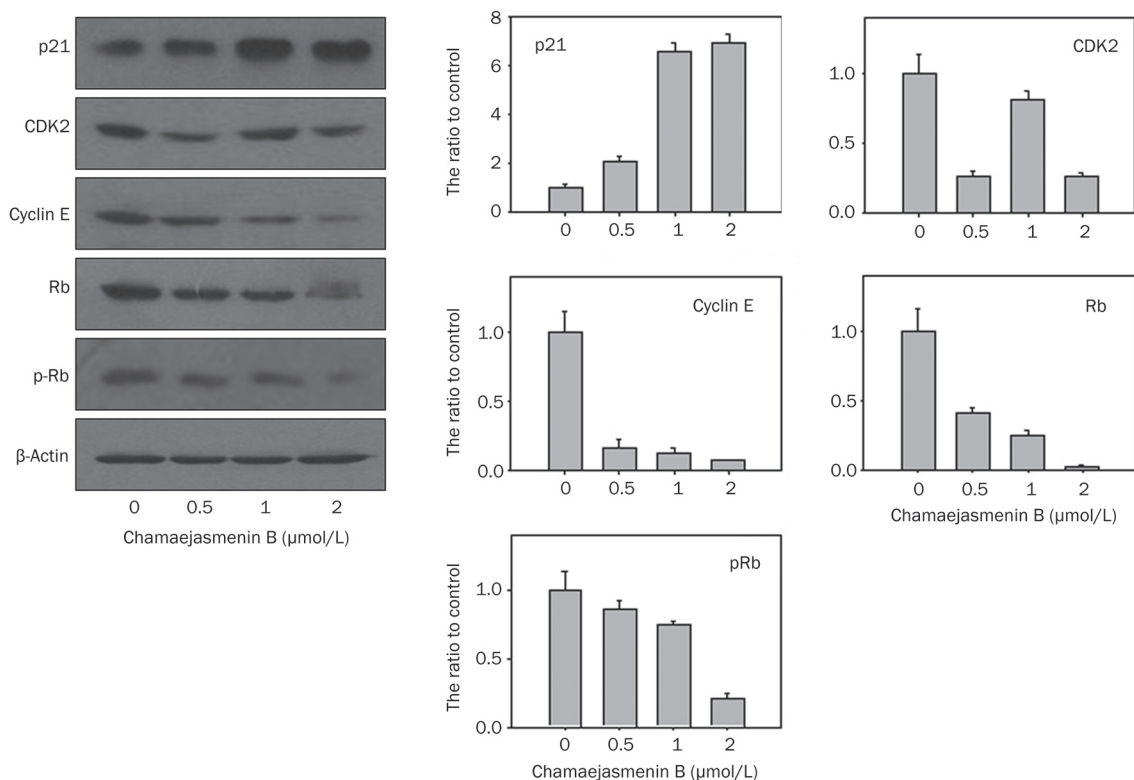 p21
CDK2
Cyclin E
Rb
p-Rb
β-Actin
0 0.5 1 2
Chamaejasmenin B (μmol/L)
The ratio to control
8
6
4
2
0
p21
0 0.5 1 2
1.0
0.5
0.0
CDK2
0 0.5 1 2
The ratio to control
1.0
0.5
0.0
Cyclin E
0 0.5 1 2
1.0
0.5
0.0
Rb
0 0.5 1 2
Chamaejasmenin B (μmol/L)
The ratio to control
1.0
0.5
0.0
pRb
0 0.5 1 2
Chamaejasmenin B (μmol/L)